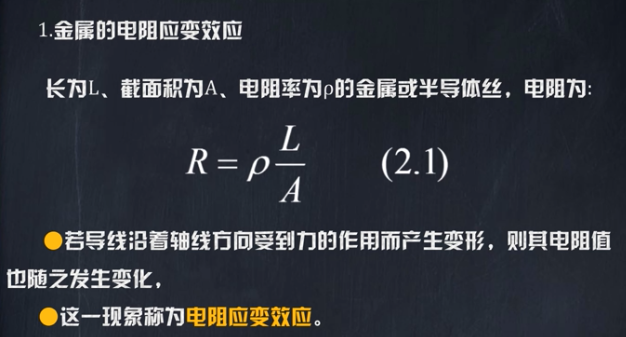 1.金属的电阻应变效应
长为L、截面积为A、电阻率为ρ的金属或半导体丝，电阻为:
R = ρ L/A (2.1)
●若导线沿着轴线方向受到力的作用而产生变形，则其电阻值
也随之发生变化，
●这一现象称为电阻应变效应。